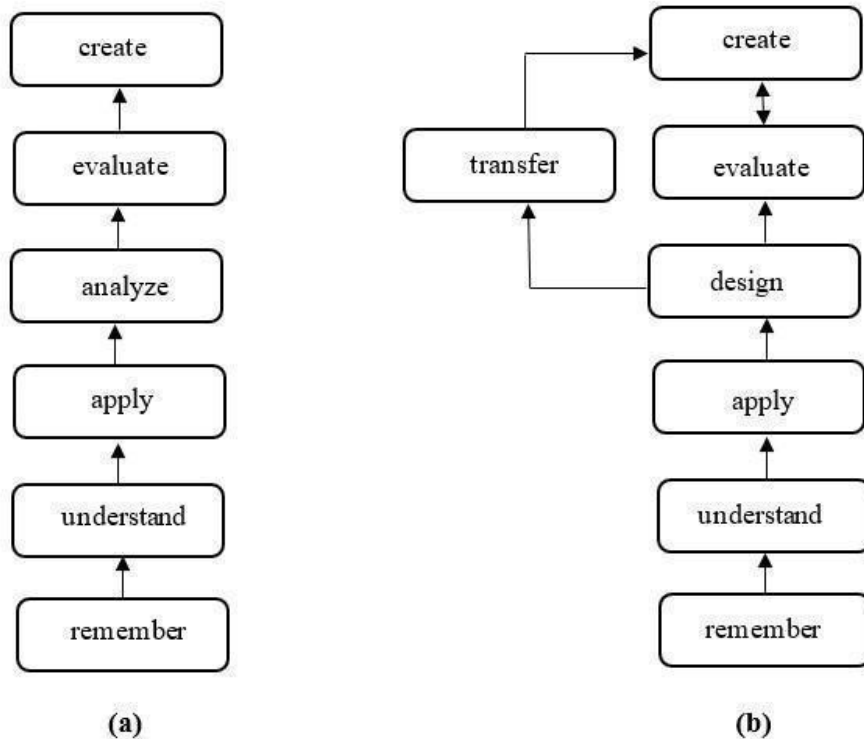 create
evaluate
analyze
apply
understand
remember
(a)
create
transfer
evaluate
design
apply
understand
remember
(b)